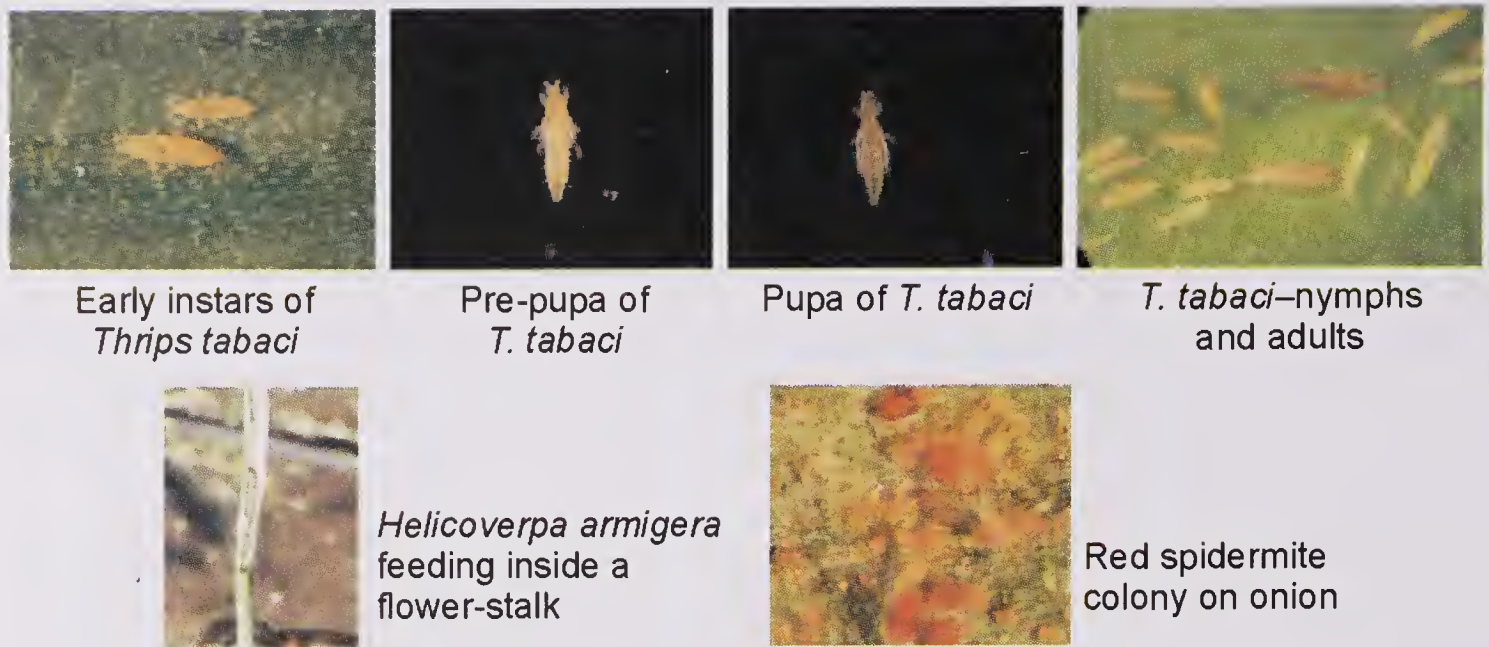 Early instars of
Thrips tabaci
Pre-pupa of
T. tabaci
Pupa of T. tabaci
T. tabaci–nymphs
and adults
Helicoverpa armigera
feeding inside a
flower-stalk
Red spidermite
colony on onion